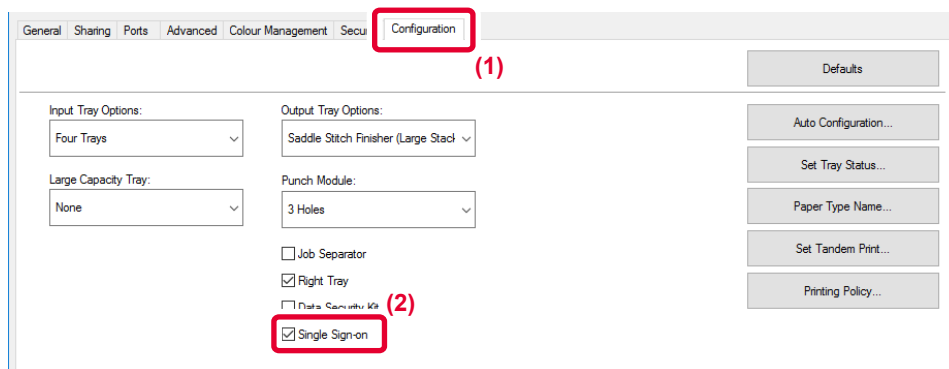 General Sharing Ports Advanced Colour Management Secu Configuration
(1)
Defaults
Input Tray Options:
Four Trays
Output Tray Options:
Saddle Stitch Finisher (Large Stack
Auto Configuration...
Set Tray Status...
Large Capacity Tray:
None
Punch Module:
3 Holes
Paper Type Name...
Job Separator
Set Tandem Print...
Right Tray
Data Security Kit
(2)
Printing Policy...
Single Sign-on